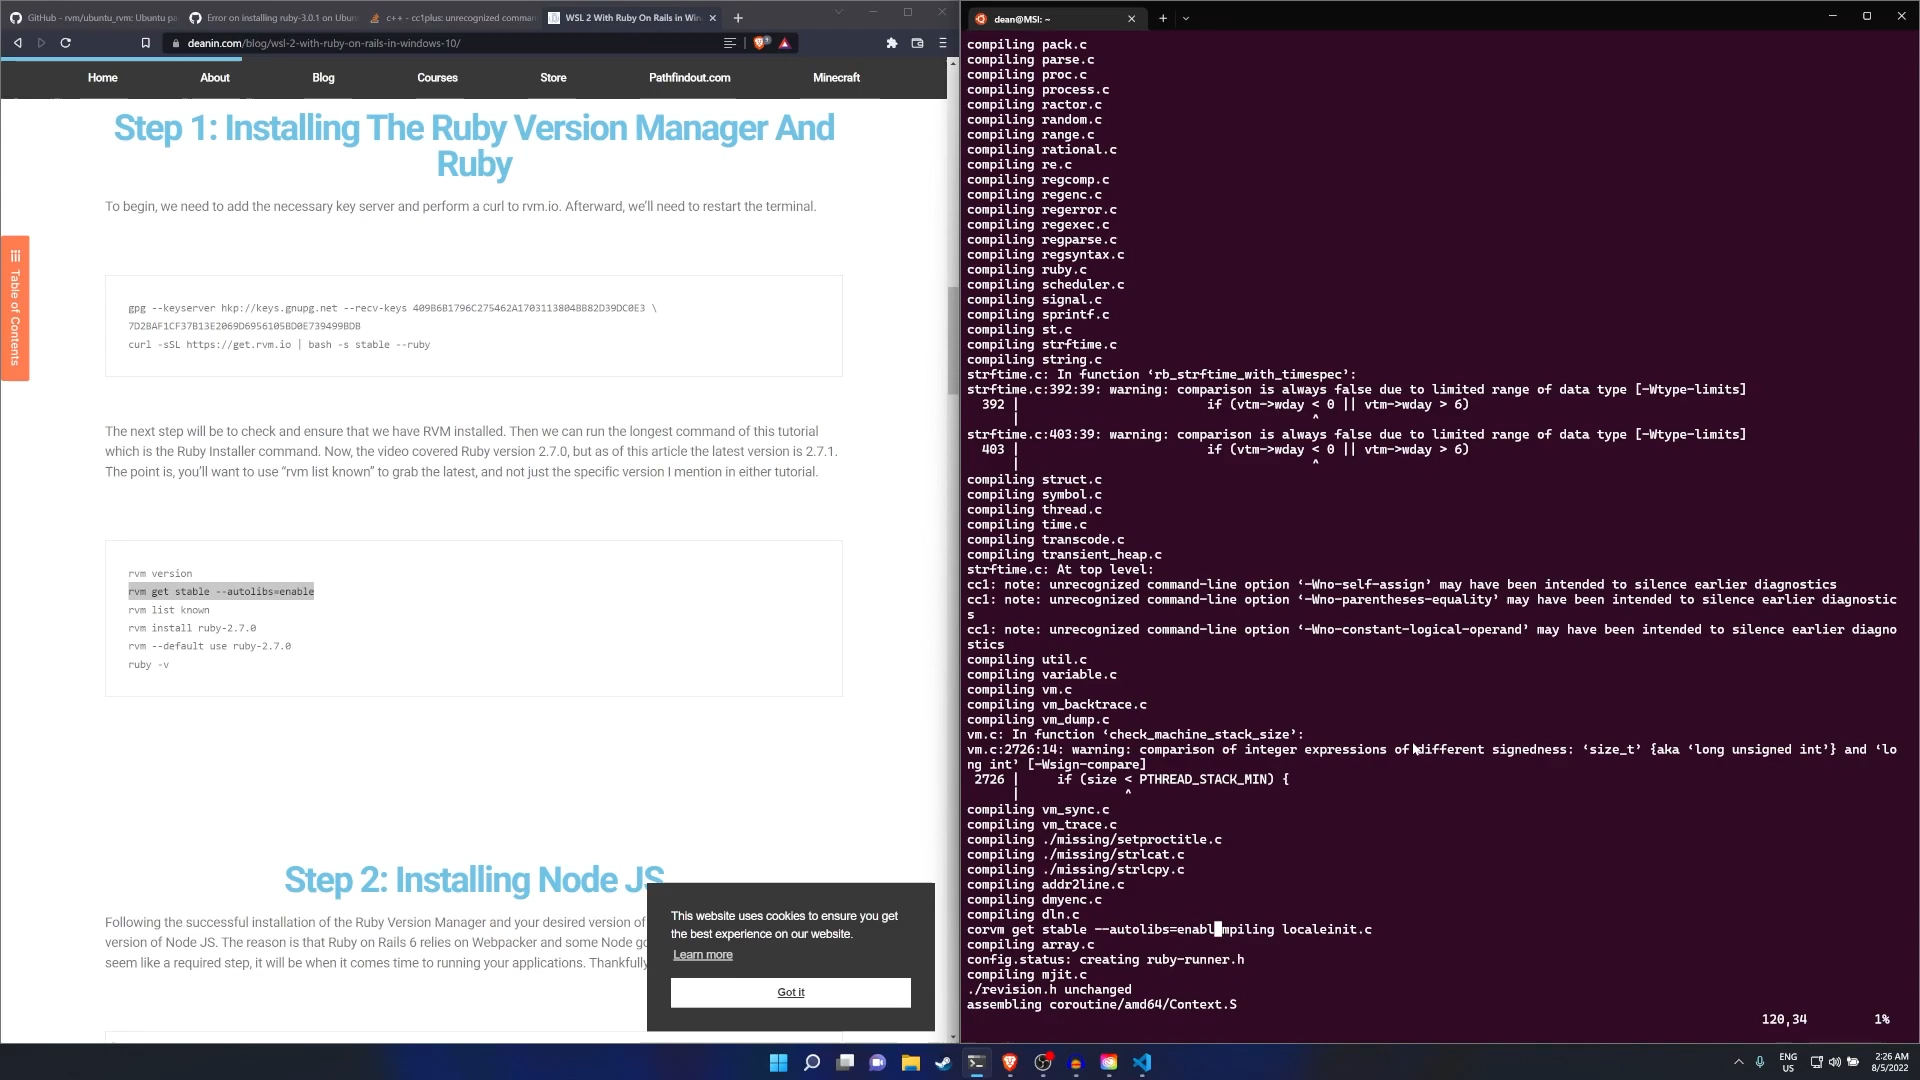 GitHub - rvm/ubuntu_rvm: Ubuntu pa
Error on installing ruby-3.0.1 on Ubun
c++ - cc1plus: unrecognized comman
WSL 2 With Ruby On Rails in Win
deanin.com/blog/wsl-2-with-ruby-on-rails-in-windows-10/
Home
About
Blog
Courses
Store
Pathfindout.com
Minecraft
Step 1: Installing The Ruby Version Manager And
Ruby
To begin, we need to add the necessary key server and perform a curl to rvm.io. Afterward, we'll need to restart the terminal.
Table of Contents
gpg --keyserver hkp://keys.gnupg.net --recv-keys 409B6B1796C275462A1703113804BB82D39DC0E3 \
7D2BAF1CF37B13E2069D6956105BD0E739499BDB
curl -sSL https://get.rvm.io | bash -s stable --ruby
The next step will be to check and ensure that we have RVM installed. Then we can run the longest command of this tutorial
which is the Ruby Installer command. Now, the video covered Ruby version 2.7.0, but as of this article the latest version is 2.7.1.
The point is, you'll want to use “rvm list known” to grab the latest, and not just the specific version I mention in either tutorial.
rvm version
rvm get stable --autolibs=enable
rvm list known
rvm install ruby-2.7.0
rvm --default use ruby-2.7.0
ruby -v
Step 2: Installing Node JS
Following the successful installation of the Ruby Version Manager and your desired version of
version of Node JS. The reason is that Ruby on Rails 6 relies on Webpacker and some Node go
seem like a required step, it will be when it comes time to running your applications. Thankfully
This website uses cookies to ensure you get
the best experience on our website.
Learn more
Got it
dean@MSI: ~
compiling pack.c
compiling parse.c
compiling proc.c
compiling process.c
compiling ractor.c
compiling random.c
compiling range.c
compiling rational.c
compiling re.c
compiling regcomp.c
compiling regenc.c
compiling regerror.c
compiling regexec.c
compiling regparse.c
compiling regsyntax.c
compiling ruby.c
compiling scheduler.c
compiling signal.c
compiling sprintf.c
compiling st.c
compiling strftime.c
compiling string.c
strftime.c: In function ‘rb_strftime_with_timespec’:
strftime.c:392:39: warning: comparison is always false due to limited range of data type [-Wtype-limits]
392 | if (vtm->wday < 0 || vtm->wday > 6)
| ^
strftime.c:403:39: warning: comparison is always false due to limited range of data type [-Wtype-limits]
403 | if (vtm->wday < 0 || vtm->wday > 6)
| ^
compiling struct.c
compiling symbol.c
compiling thread.c
compiling time.c
compiling transcode.c
compiling transient_heap.c
strftime.c: At top level:
cc1: note: unrecognized command-line option ‘-Wno-self-assign’ may have been intended to silence earlier diagnostics
cc1: note: unrecognized command-line option ‘-Wno-parentheses-equality’ may have been intended to silence earlier diagnostic
s
cc1: note: unrecognized command-line option ‘-Wno-constant-logical-operand’ may have been intended to silence earlier diagno
stics
compiling util.c
compiling variable.c
compiling vm.c
compiling vm_backtrace.c
compiling vm_dump.c
vm.c: In function ‘check_machine_stack_size’:
vm.c:2726:14: warning: comparison of integer expressions of different signedness: ‘size_t’ {aka ‘long unsigned int’} and ‘lo
ng int’ [-Wsign-compare]
2726 | if (size < PTHREAD_STACK_MIN) {
| ^
compiling vm_sync.c
compiling vm_trace.c
compiling ./missing/setproctitle.c
compiling ./missing/strlcat.c
compiling ./missing/strlcpy.c
compiling addr2line.c
compiling dmyenc.c
compiling dln.c
corvm get stable --autolibs=enabl mpiling localeinit.c
compiling array.c
config.status: creating ruby-runner.h
compiling mjit.c
./revision.h unchanged
assembling coroutine/amd64/Context.S
120,34 1%
ENG
US
2:26 AM
8/5/2022